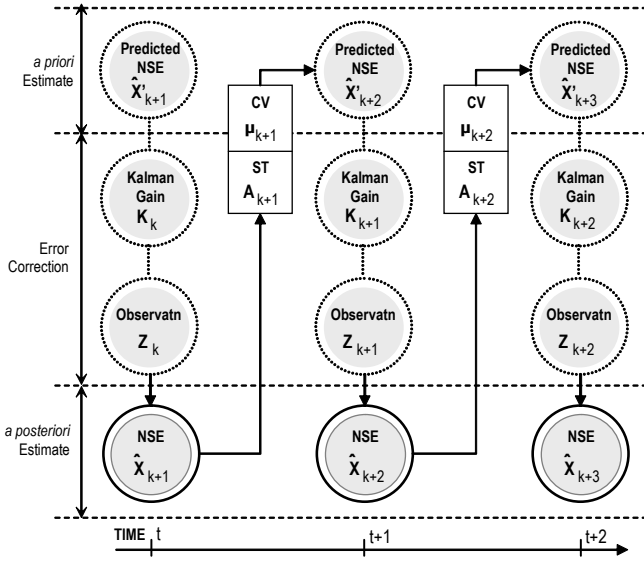 a priori
Estimate
Predicted
NSE
X̂'k+1
CV
μk+1
Predicted
NSE
X̂'k+2
CV
μk+2
Predicted
NSE
X̂'k+3
Error
Correction
Kalman
Gain
Kk
ST
Ak+1
Kalman
Gain
Kk+1
ST
Ak+2
Kalman
Gain
Kk+2
Observatn
Zk
Observatn
Zk+1
Observatn
Zk+2
a posteriori
Estimate
NSE
X̂k+1
NSE
X̂k+2
NSE
X̂k+3
TIME t t+1 t+2